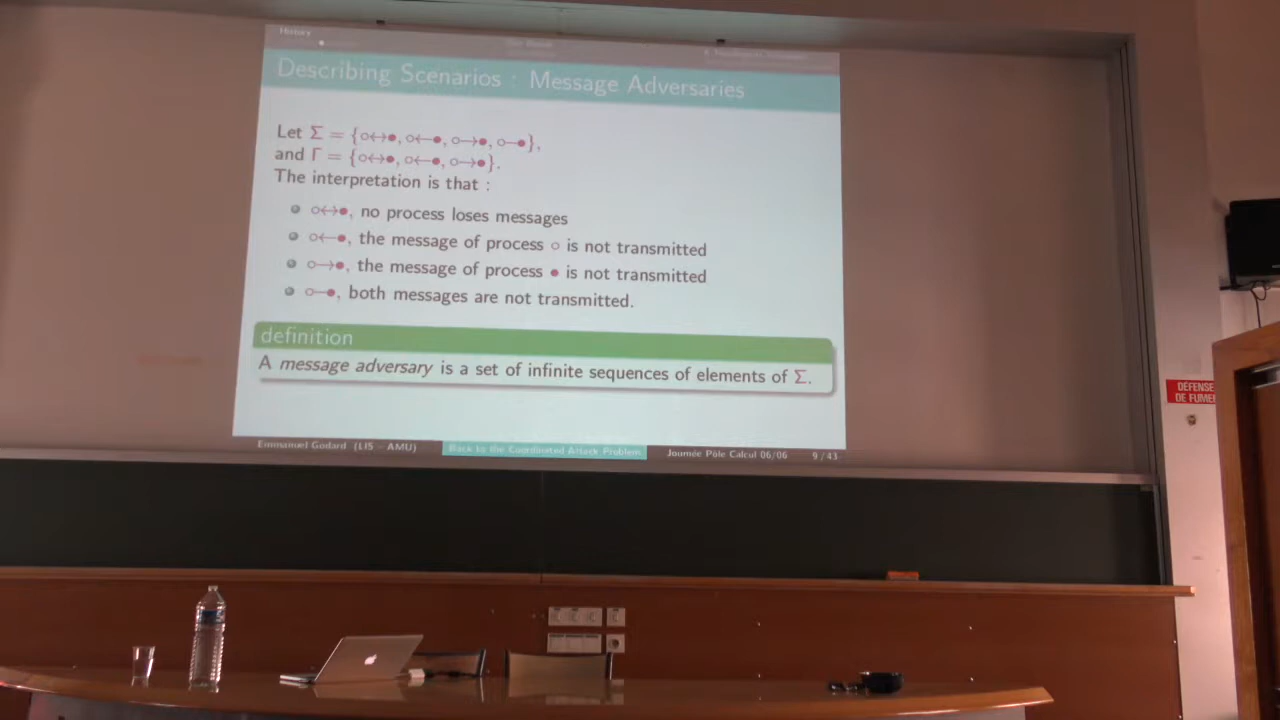 History
Describing Scenarios : Message Adversaries
Let Σ = {○↔●, ○←●, ○→●, ○–●},
and Γ = {○↔●, ○←●, ○→●}.
The interpretation is that :
○↔●, no process loses messages
○←●, the message of process ○ is not transmitted
○→●, the message of process ● is not transmitted
○–●, both messages are not transmitted.
definition
A message adversary is a set of infinite sequences of elements of Σ.
Emmanuel Godard (LIS - AMU) Back to the Coordinated Attack Problem Journée Pôle Calcul 06/06 9 / 43
DÉFENSE
DE FUMER